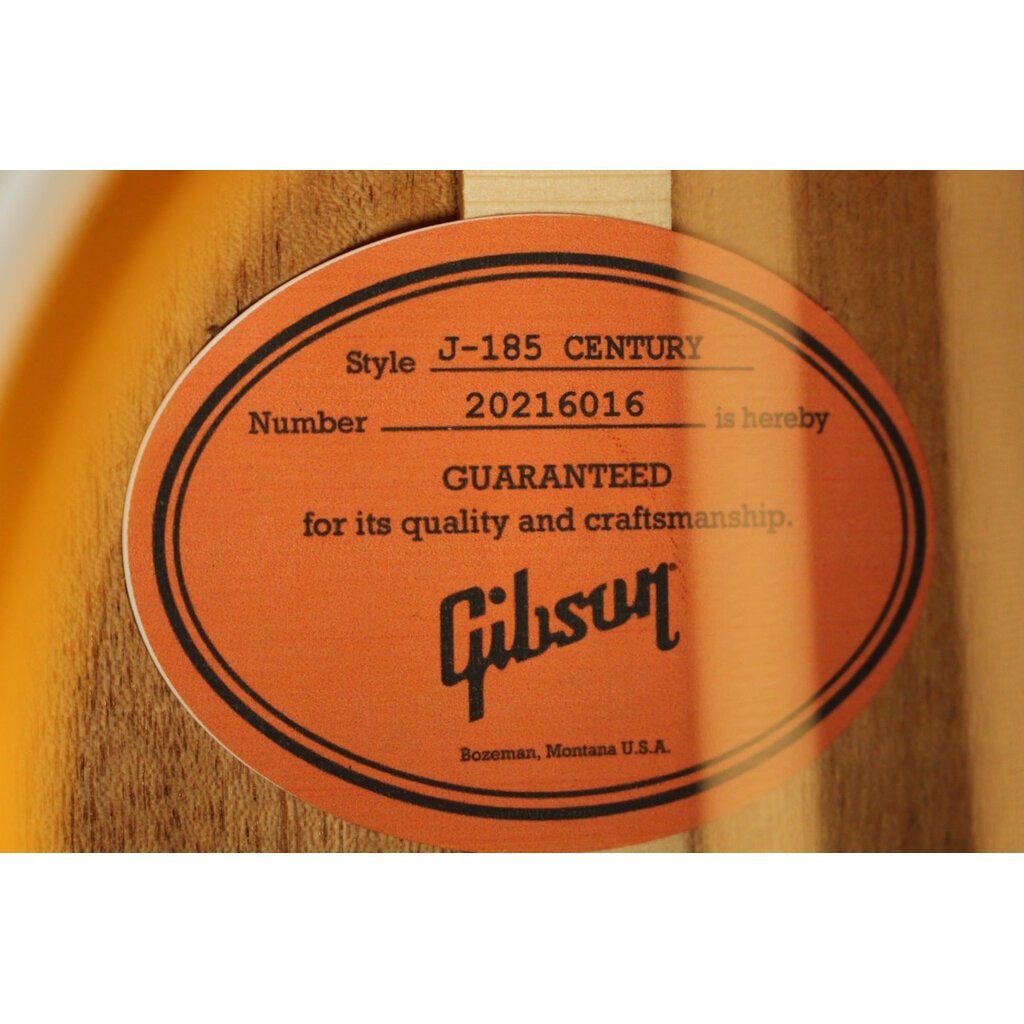 Style J-185 CENTURY
Number 20216016 is hereby
GUARANTEED
for its quality and craftsmanship.
Gibson
Bozeman, Montana U.S.A.